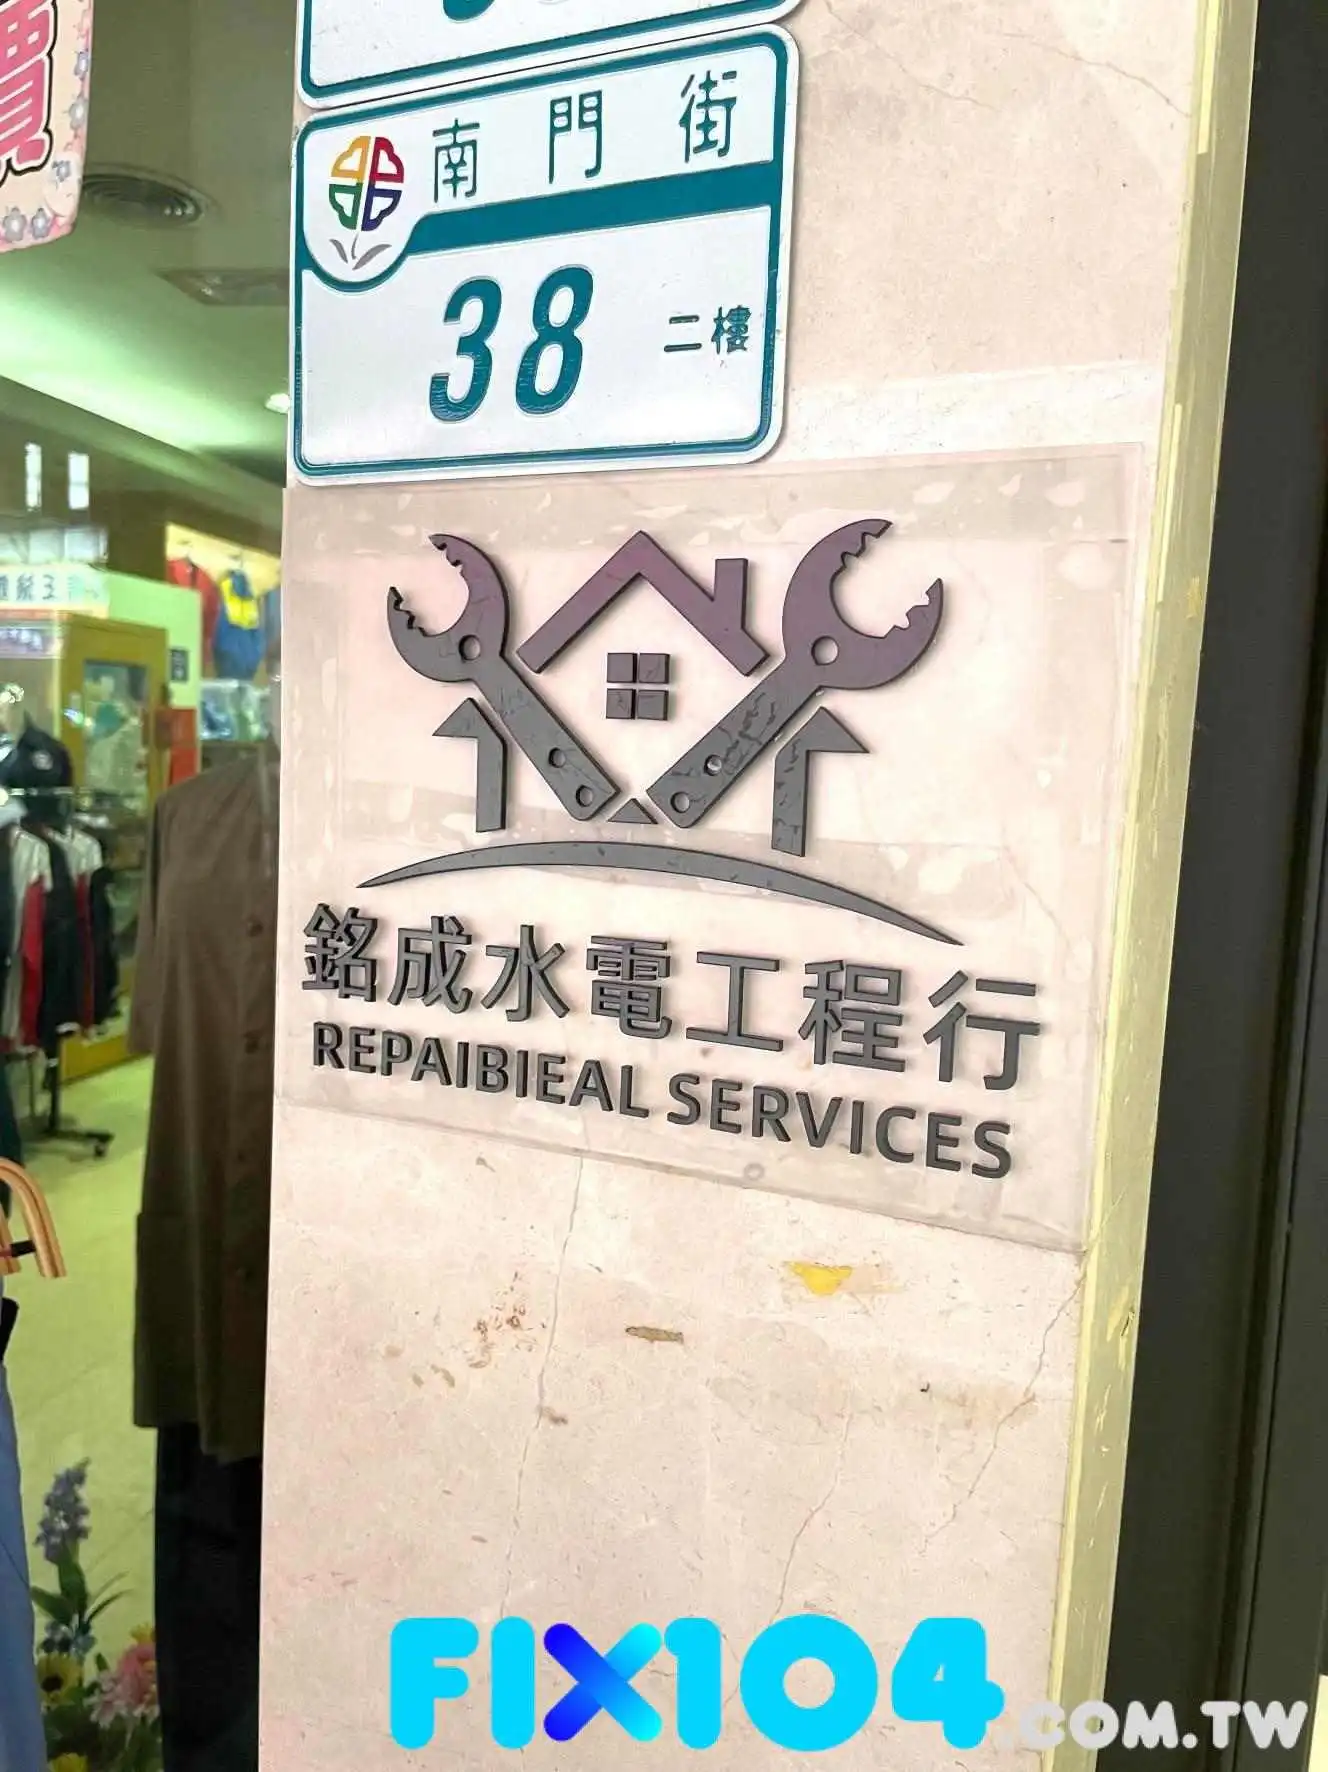 南門街
38 二樓
銘成水電工程行
REPAIBIEAL SERVICES
FIX104.COM.TW